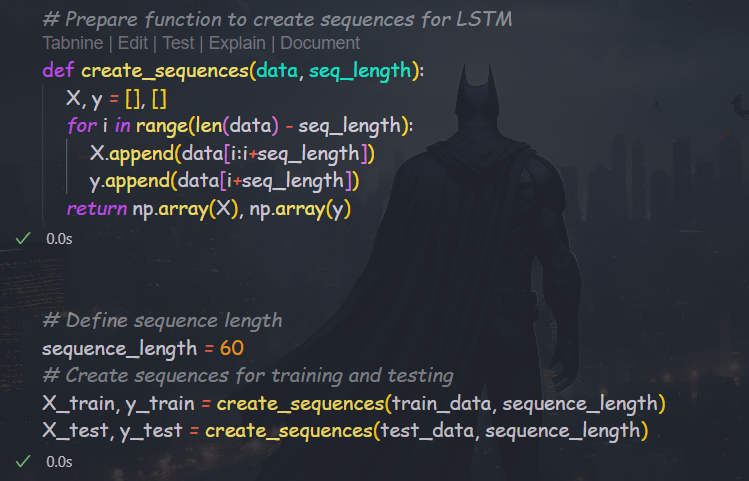 # Prepare function to create sequences for LSTM
Tabnine | Edit | Test | Explain | Document
def create_sequences(data, seq_length):
    X, y = [], []
    for i in range(len(data) - seq_length):
        X.append(data[i:i+seq_length])
        y.append(data[i+seq_length])
    return np.array(X), np.array(y)
✓ 0.0s
# Define sequence length
sequence_length = 60
# Create sequences for training and testing
X_train, y_train = create_sequences(train_data, sequence_length)
X_test, y_test = create_sequences(test_data, sequence_length)
✓ 0.0s